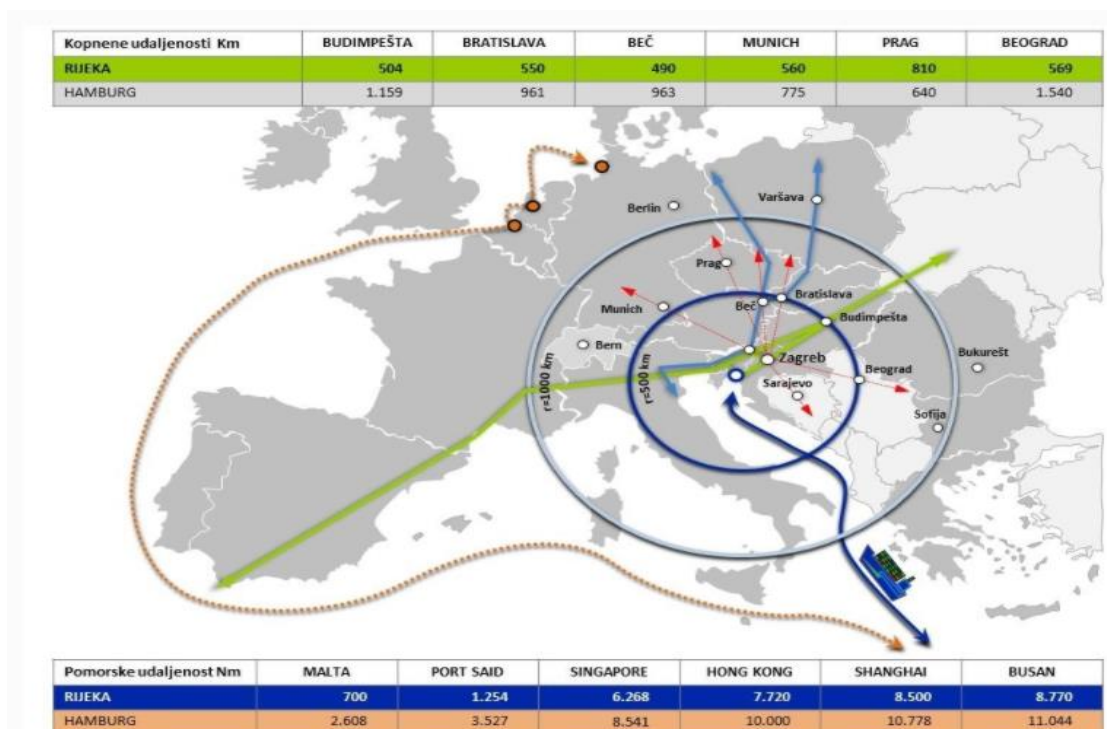 Kopnene udaljenosti Km BUDIMPEŠTA BRATISLAVA BEČ MUNICH PRAG BEOGRAD
RIJEKA 504 550 490 560 810 569
HAMBURG 1.159 961 963 775 640 1.540
Berlin
Varšava
Prag
Munich
Beč
Bratislava
Budimpešta
Bern
Zagreb
Bukurešt
Beograd
Sarajevo
Sofija
r=1000 km
r=500 km
Pomorske udaljenost Nm MALTA PORT SAID SINGAPORE HONG KONG SHANGHAI BUSAN
RIJEKA 700 1.254 6.268 7.720 8.500 8.770
HAMBURG 2.608 3.527 8.541 10.000 10.778 11.044